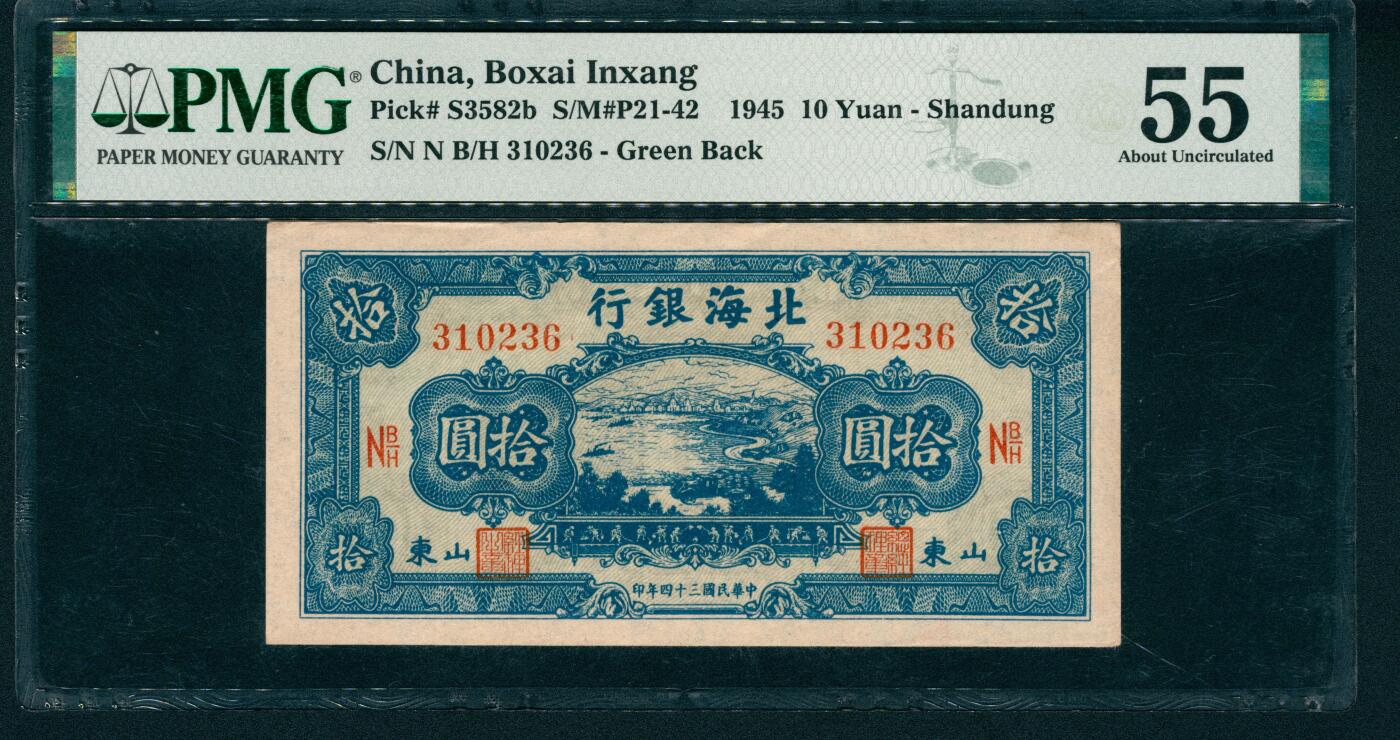 PMG®
PAPER MONEY GUARANTY
China, Boxai Inxang
Pick# S3582b S/M#P21-42 1945 10 Yuan - Shandung
S/N N B/H 310236 - Green Back
55
About Uncirculated
行銀海北
拾
拾
310236
310236
圓拾
圓拾
N B/H
N B/H
東山
東山
拾
拾
印年四十三國民華中